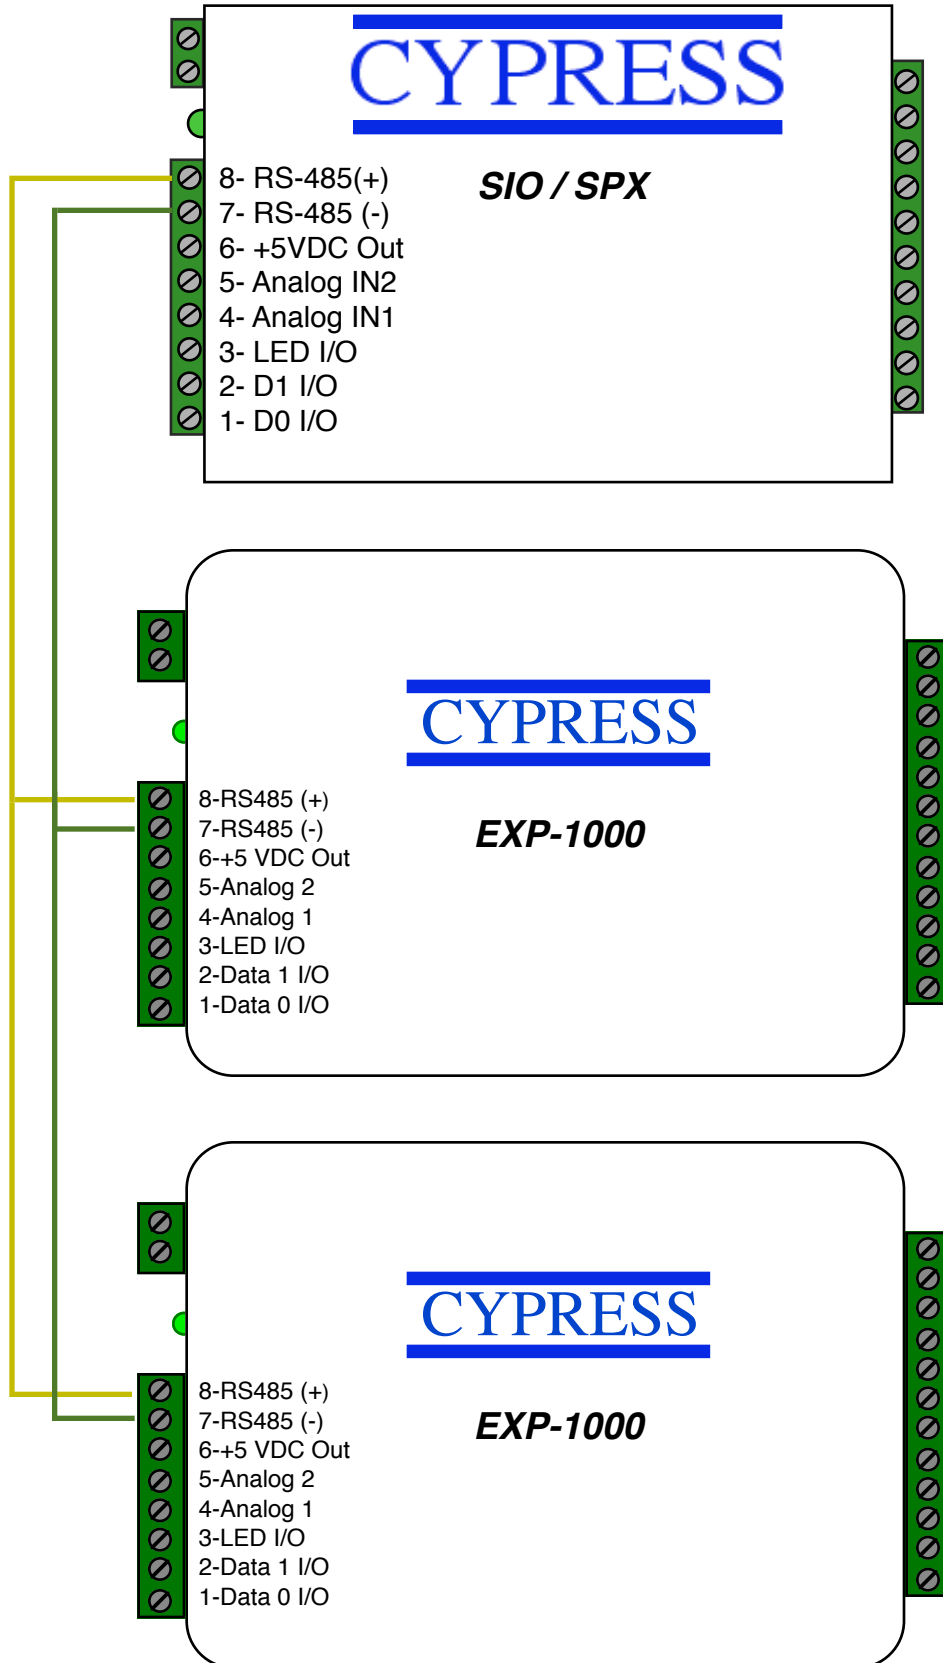 CYPRESS
SIO / SPX
8- RS-485(+)
7- RS-485 (-)
6- +5VDC Out
5- Analog IN2
4- Analog IN1
3- LED I/O
2- D1 I/O
1- D0 I/O
CYPRESS
EXP-1000
8-RS485 (+)
7-RS485 (-)
6-+5 VDC Out
5-Analog 2
4-Analog 1
3-LED I/O
2-Data 1 I/O
1-Data 0 I/O
CYPRESS
EXP-1000
8-RS485 (+)
7-RS485 (-)
6-+5 VDC Out
5-Analog 2
4-Analog 1
3-LED I/O
2-Data 1 I/O
1-Data 0 I/O